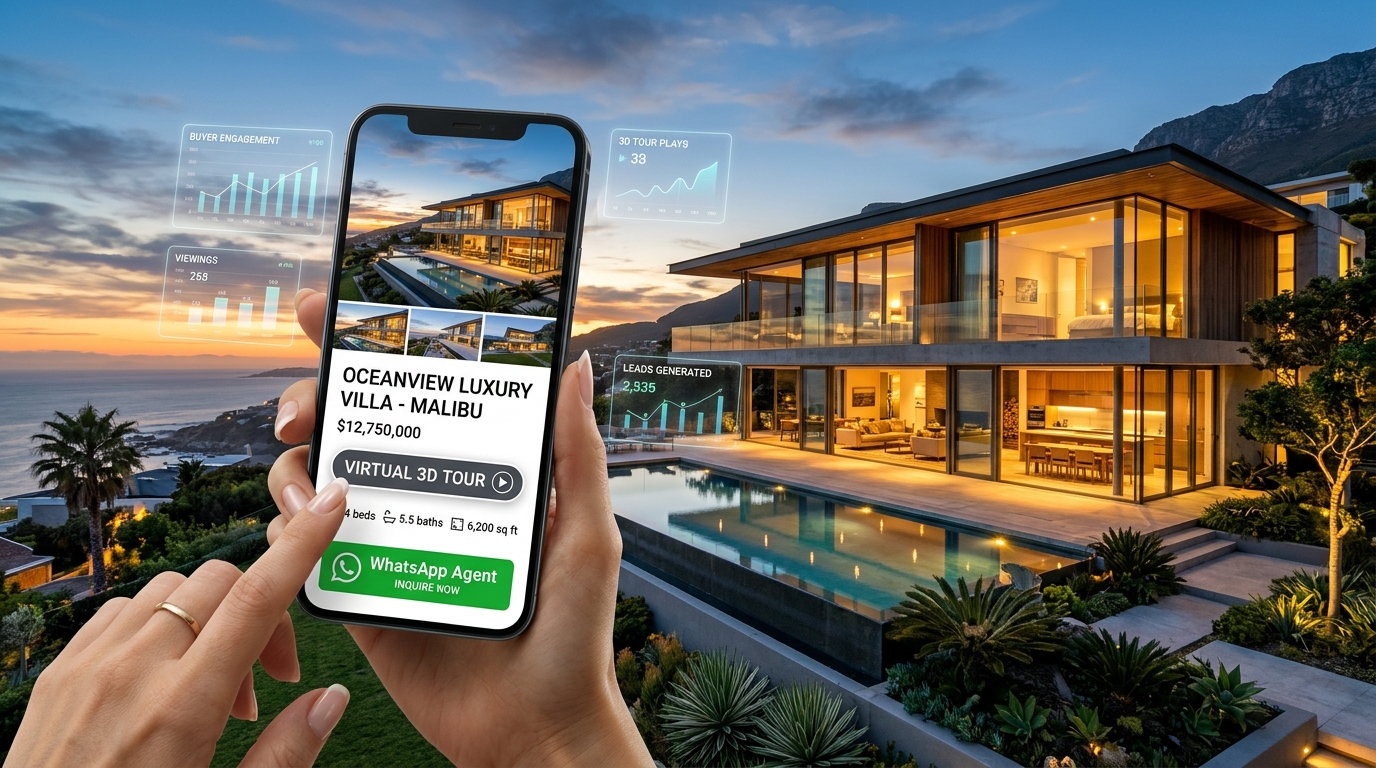 BUYER ENGAGEMENT
VIEWINGS
258
3D TOUR PLAYS
33
LEADS GENERATED
2,935
OCEANVIEW LUXURY
VILLA - MALIBU
$12,750,000
VIRTUAL 3D TOUR
4 beds 5.5 baths 6,200 sq ft
WhatsApp Agent
INQUIRE NOW